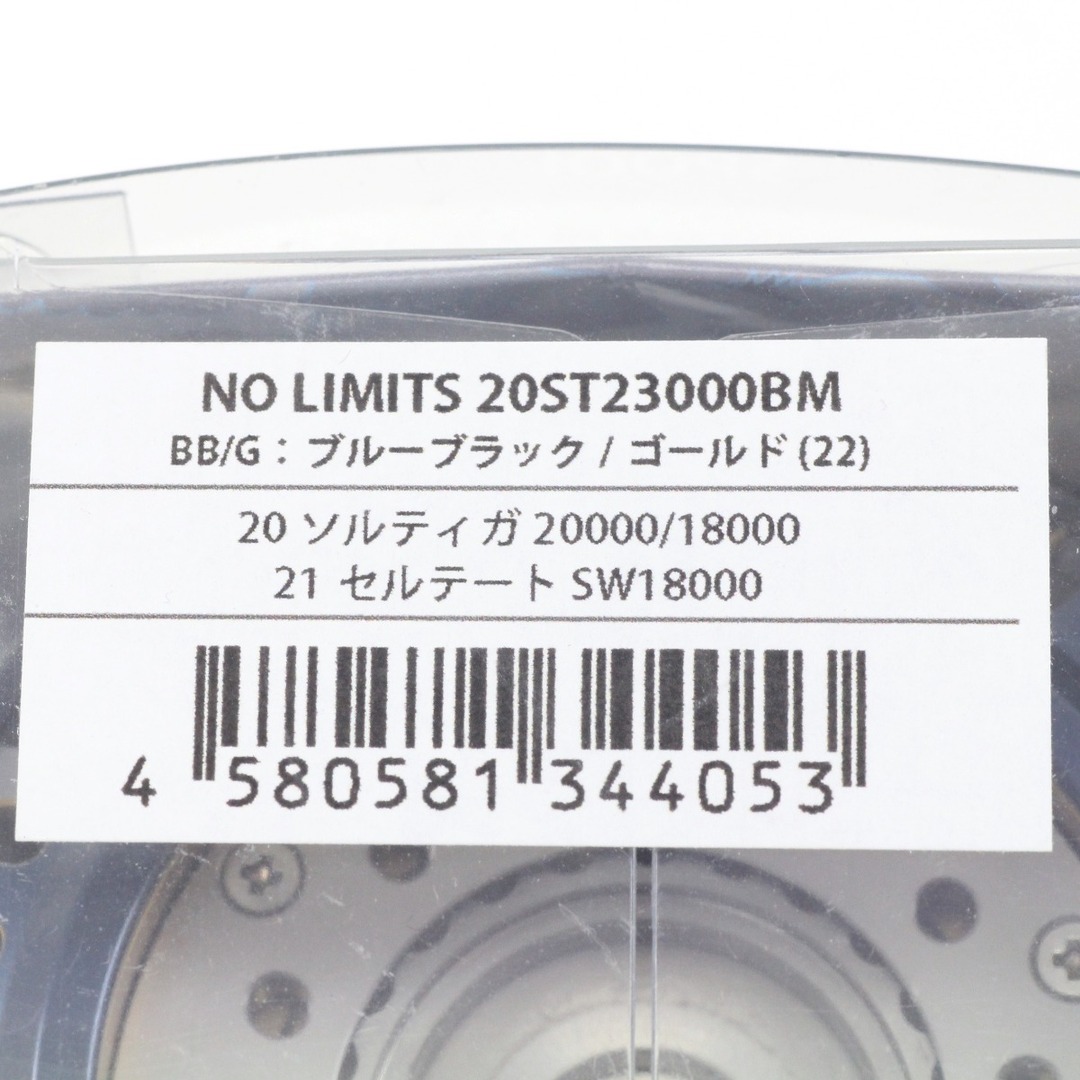 NO LIMITS 20ST23000BM
BB/G：ブルーブラック / ゴールド (22)
20 ソルティガ 20000/18000
21 セルテート SW18000
4 580581 344053